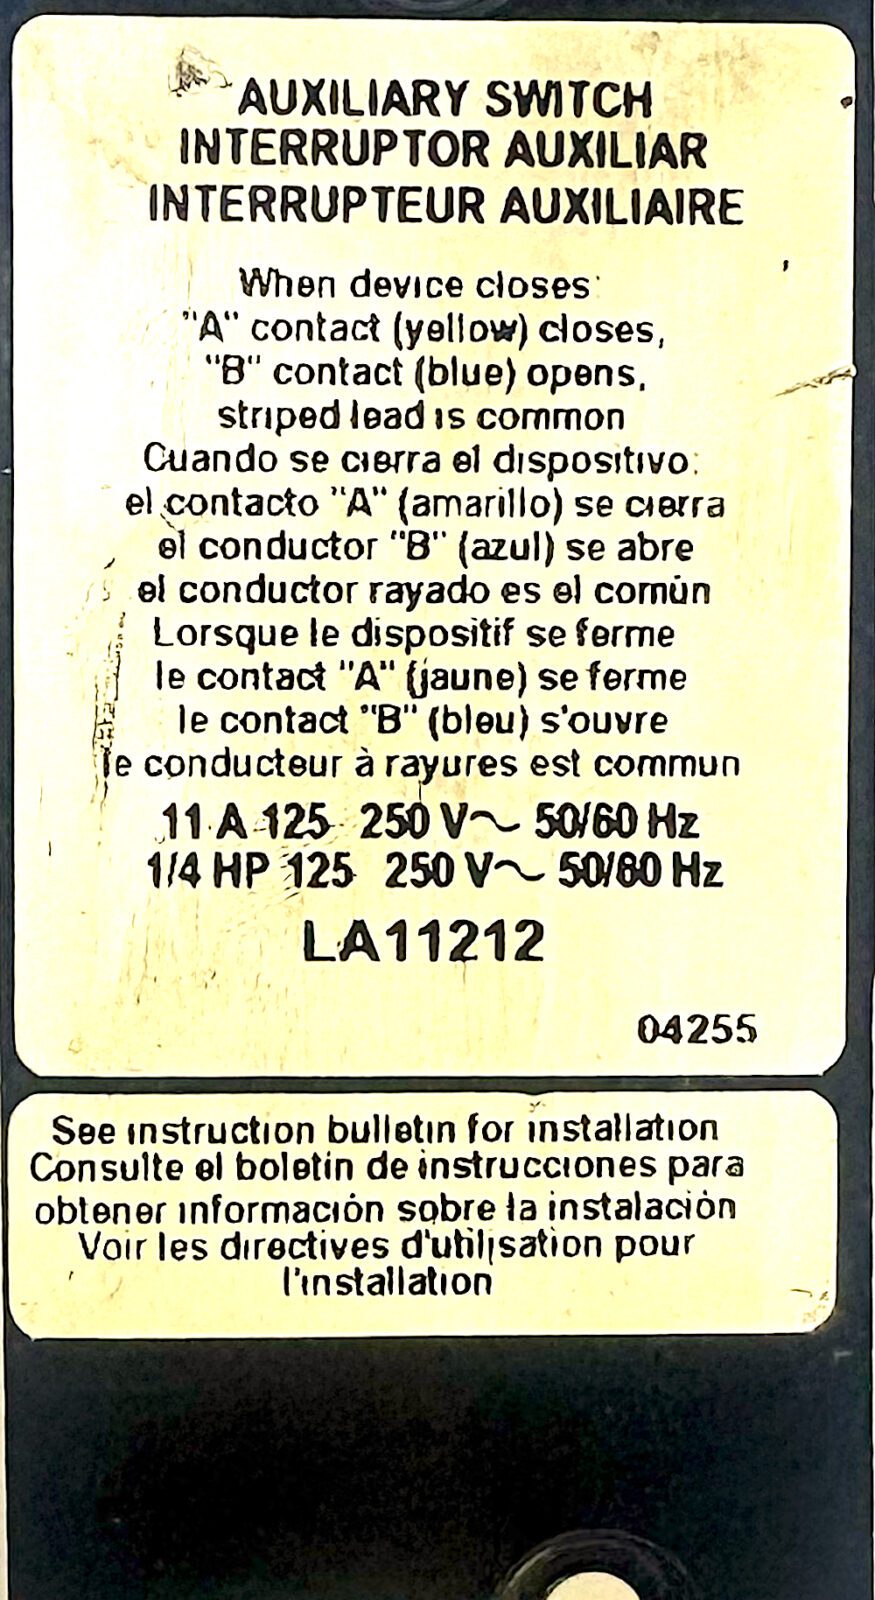 AUXILIARY SWITCH
INTERRUPTOR AUXILIAR
INTERRUPTEUR AUXILIAIRE
When device closes:
"A" contact (yellow) closes,
"B" contact (blue) opens,
striped lead is common
Cuando se cierra el dispositivo:
el contacto "A" (amarillo) se cierra
el conductor "B" (azul) se abre
el conductor rayado es el común
Lorsque le dispositif se ferme
le contact "A" (jaune) se ferme
le contact "B" (bleu) s'ouvre
le conducteur à rayures est commun
11 A 125 250 V~ 50/60 Hz
1/4 HP 125 250 V~ 50/60 Hz
LA11212
04255
See instruction bulletin for installation
Consulte el boletin de instrucciones para
obtener información sobre la instalación
Voir les directives d'utilisation pour
l'installation